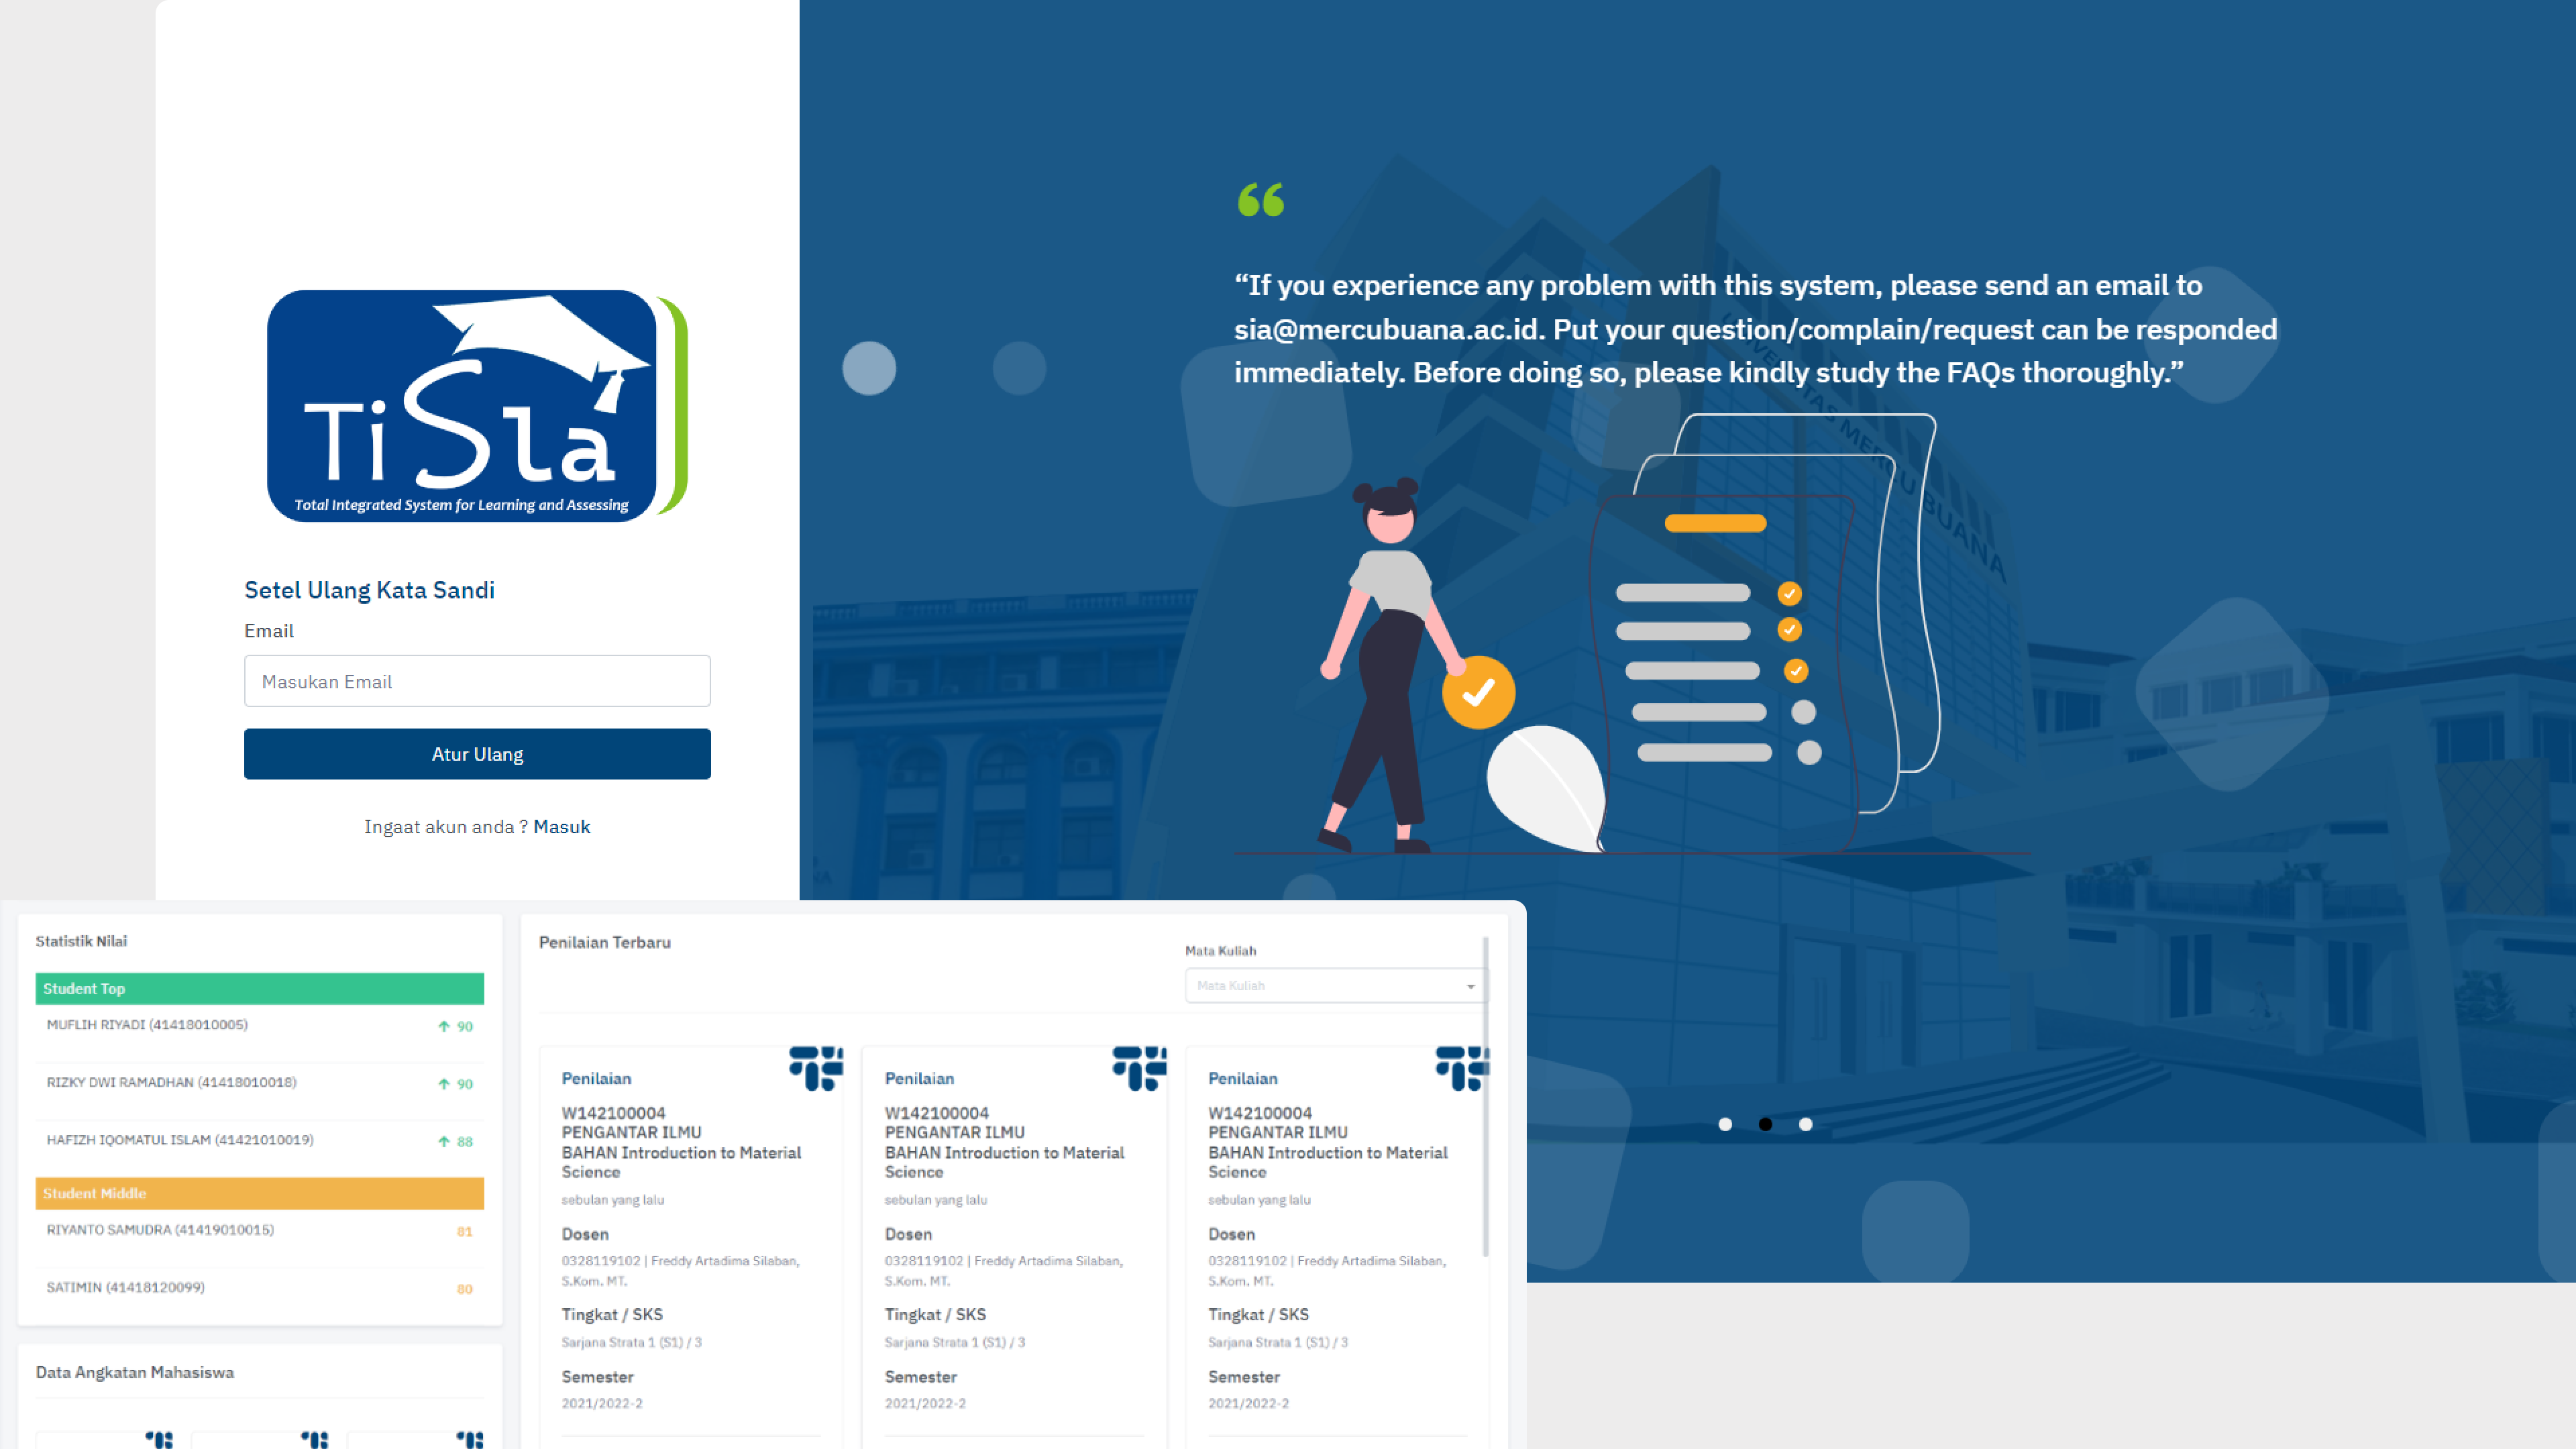 TiSla
Total Integrated System for Learning and Assessing
Setel Ulang Kata Sandi
Email
Masukan Email
Atur Ulang
Ingaat akun anda ? Masuk
“If you experience any problem with this system, please send an email to
sia@mercubuana.ac.id. Put your question/complain/request can be responded
immediately. Before doing so, please kindly study the FAQs thoroughly.”
UNIVERSITAS MERCU BUANA
Statistik Nilai
Student Top
MUFLIH RIYADI (41418010005) 90
RIZKY DWI RAMADHAN (41418010018) 90
HAFIZH IQOMATUL ISLAM (41421010019) 88
Student Middle
RIYANTO SAMUDRA (41419010015) 81
SATIMIN (41418120099) 80
Data Angkatan Mahasiswa
Penilaian Terbaru
Mata Kuliah
Mata Kuliah
Penilaian
W142100004
PENGANTAR ILMU
BAHAN Introduction to Material
Science
sebulan yang lalu
Dosen
0328119102 | Freddy Artadima Silaban,
S.Kom. MT.
Tingkat / SKS
Sarjana Strata 1 (S1) / 3
Semester
2021/2022-2
Penilaian
W142100004
PENGANTAR ILMU
BAHAN Introduction to Material
Science
sebulan yang lalu
Dosen
0328119102 | Freddy Artadima Silaban,
S.Kom. MT.
Tingkat / SKS
Sarjana Strata 1 (S1) / 3
Semester
2021/2022-2
Penilaian
W142100004
PENGANTAR ILMU
BAHAN Introduction to Material
Science
sebulan yang lalu
Dosen
0328119102 | Freddy Artadima Silaban,
S.Kom. MT.
Tingkat / SKS
Sarjana Strata 1 (S1) / 3
Semester
2021/2022-2